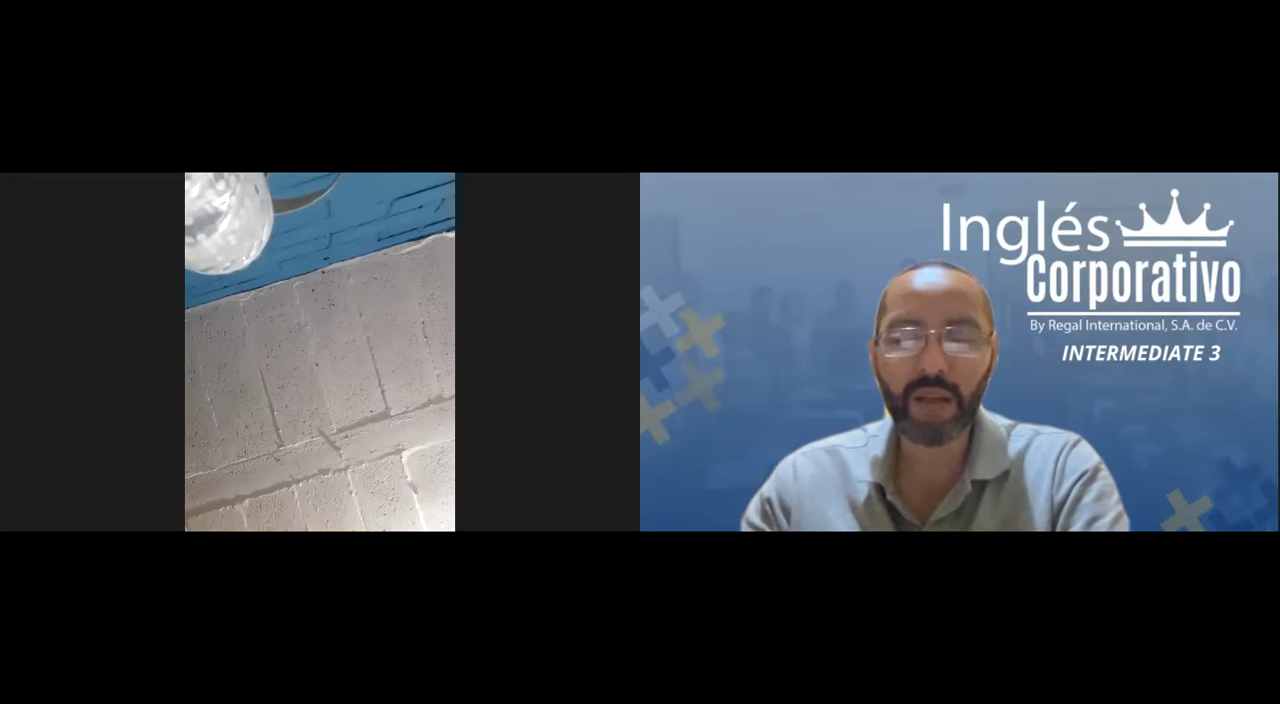 Inglés
Corporativo
By Regal International, S.A. de C.V.
INTERMEDIATE 3